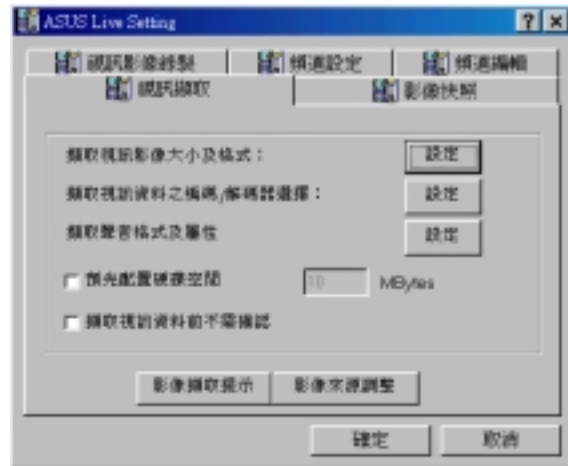 ASUS Live Setting
視訊影像錄製
頻道設定
頻道編輯
視訊擷取
影像快照
擷取視訊影像大小及格式：
設定
擷取視訊資料之編碼/解碼器選擇：
設定
擷取聲音格式及屬性
設定
預先配置硬碟空間
10
MBytes
擷取視訊資料前不需確認
影像擷取提示
影像來源調整
確定
取消